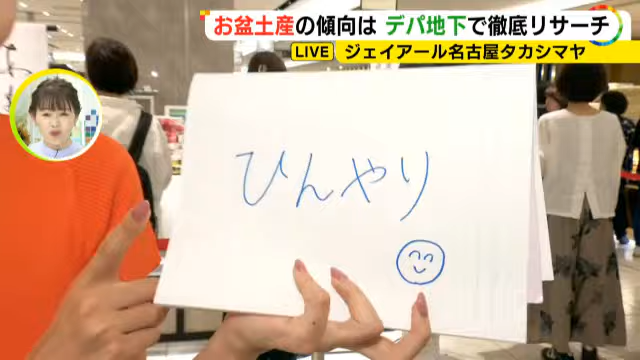 お盆土産の傾向は デパ地下で徹底リサーチ
LIVE ジェイアール名古屋タカシマヤ
ひんやり